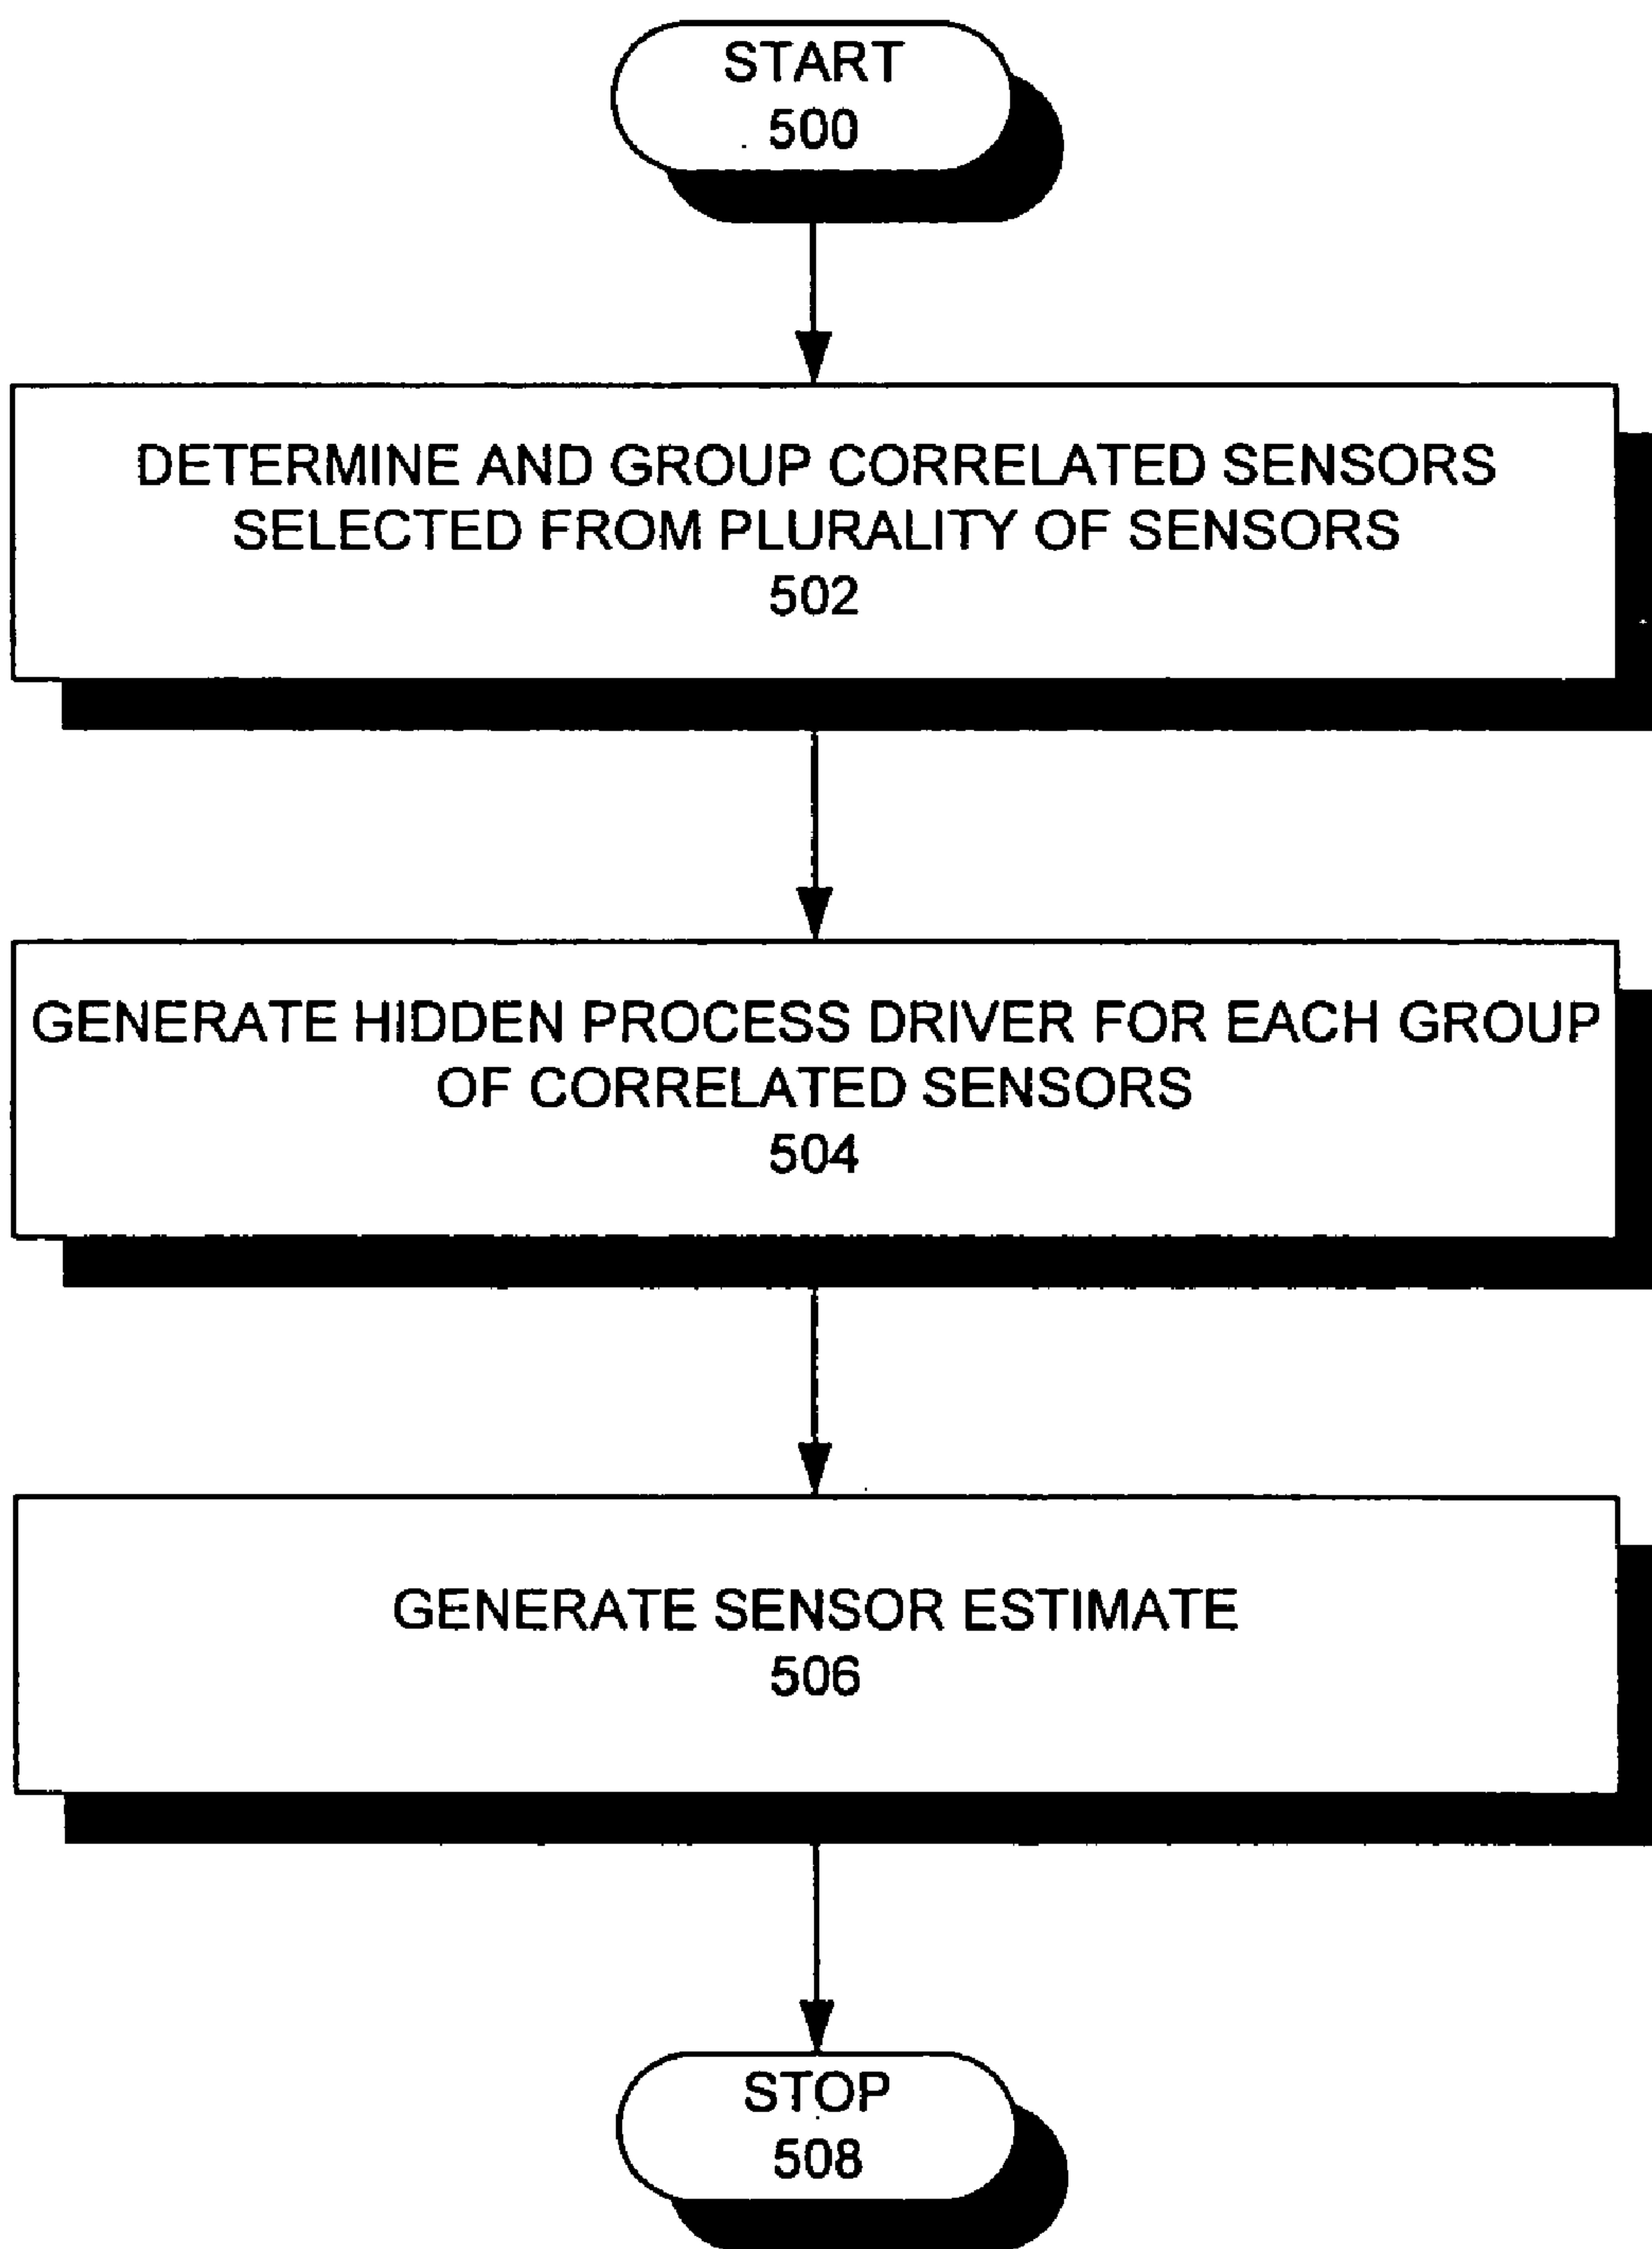 START
500
DETERMINE AND GROUP CORRELATED SENSORS
SELECTED FROM PLURALITY OF SENSORS
502
GENERATE HIDDEN PROCESS DRIVER FOR EACH GROUP
OF CORRELATED SENSORS
504
GENERATE SENSOR ESTIMATE
506
STOP
508